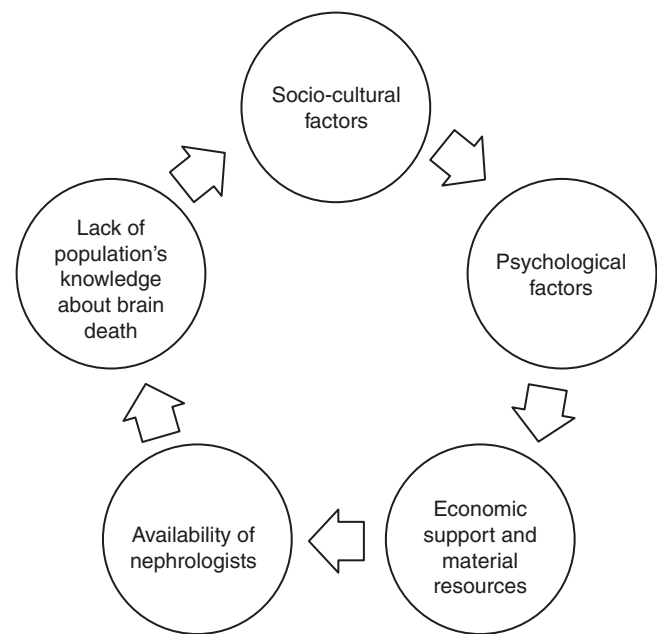 Socio-cultural
factors
Psychological
factors
Economic
support and
material
resources
Availability of
nephrologists
Lack of
population’s
knowledge
about brain
death